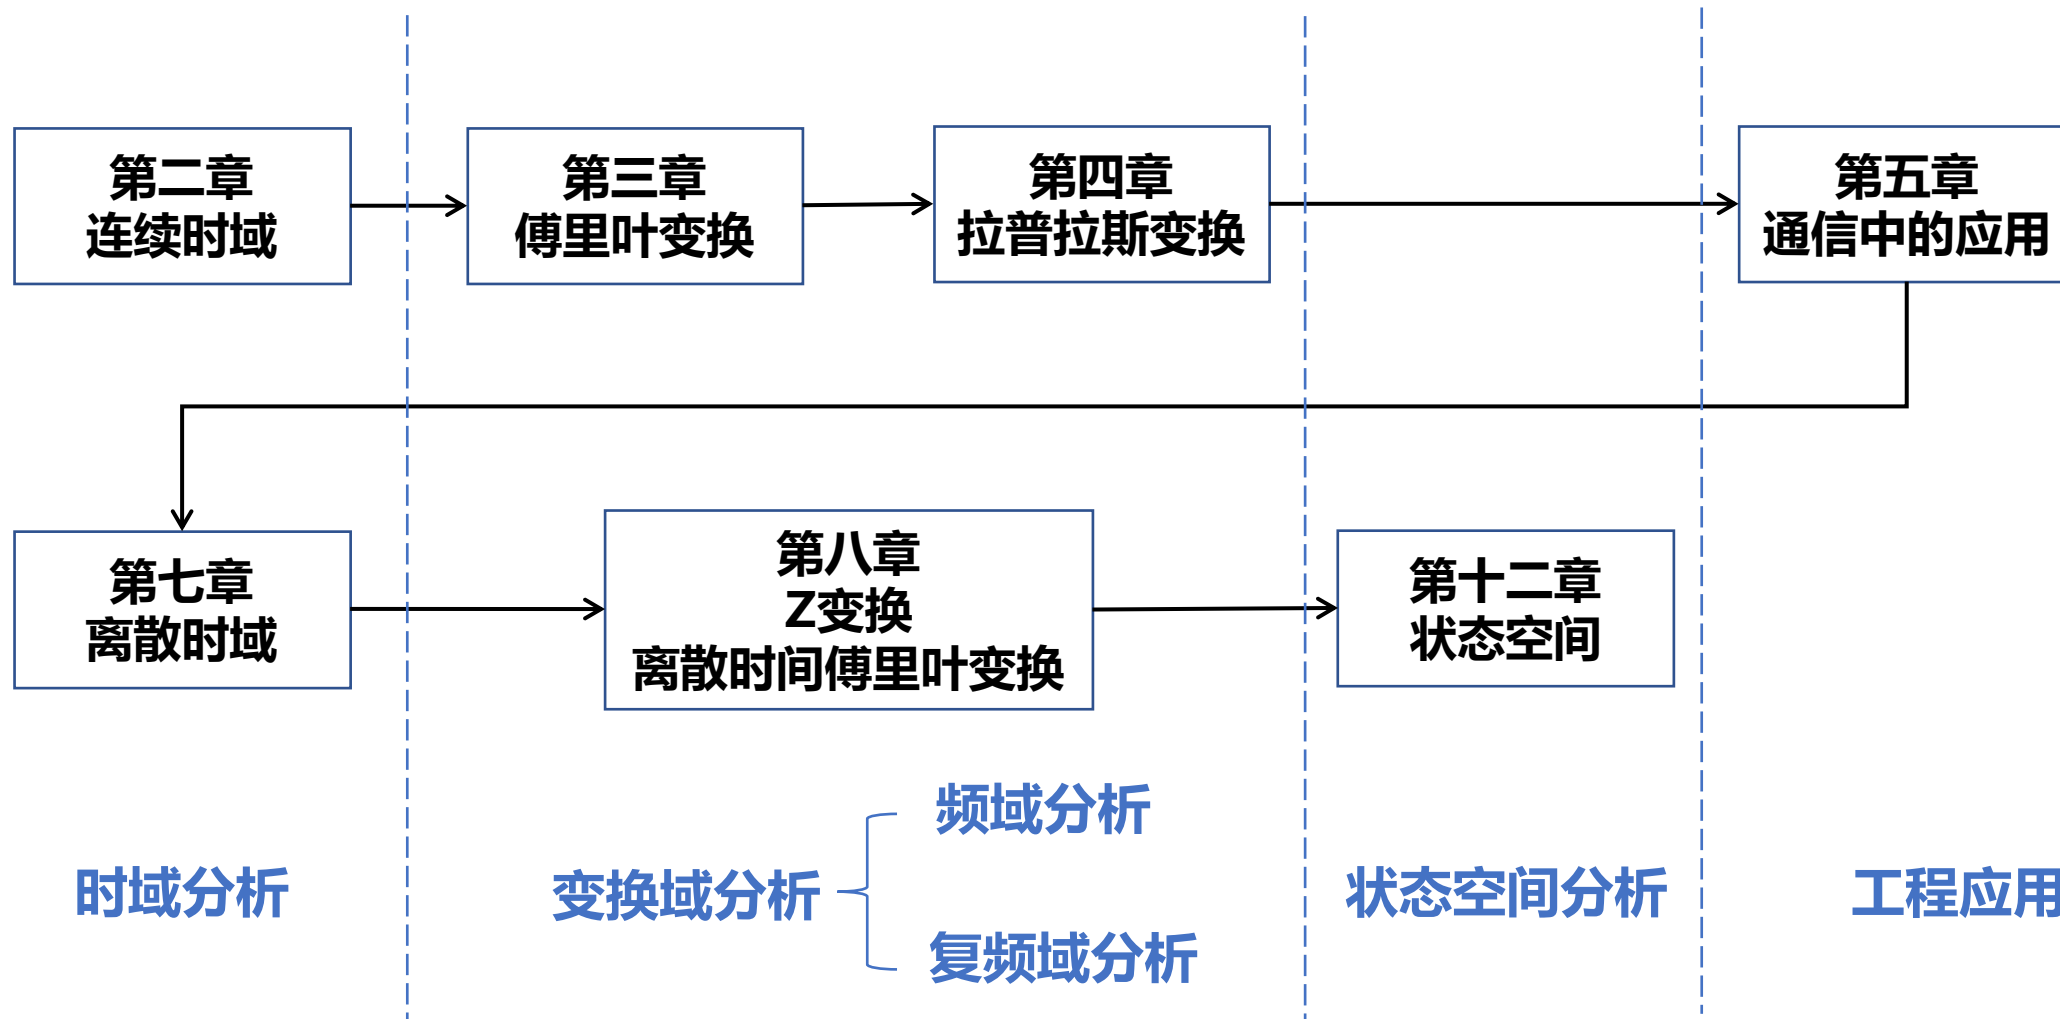 第二章
连续时域
第三章
傅里叶变换
第四章
拉普拉斯变换
第五章
通信中的应用
第七章
离散时域
第八章
Z变换
离散时间傅里叶变换
第十二章
状态空间
时域分析
变换域分析
频域分析
复频域分析
状态空间分析
工程应用